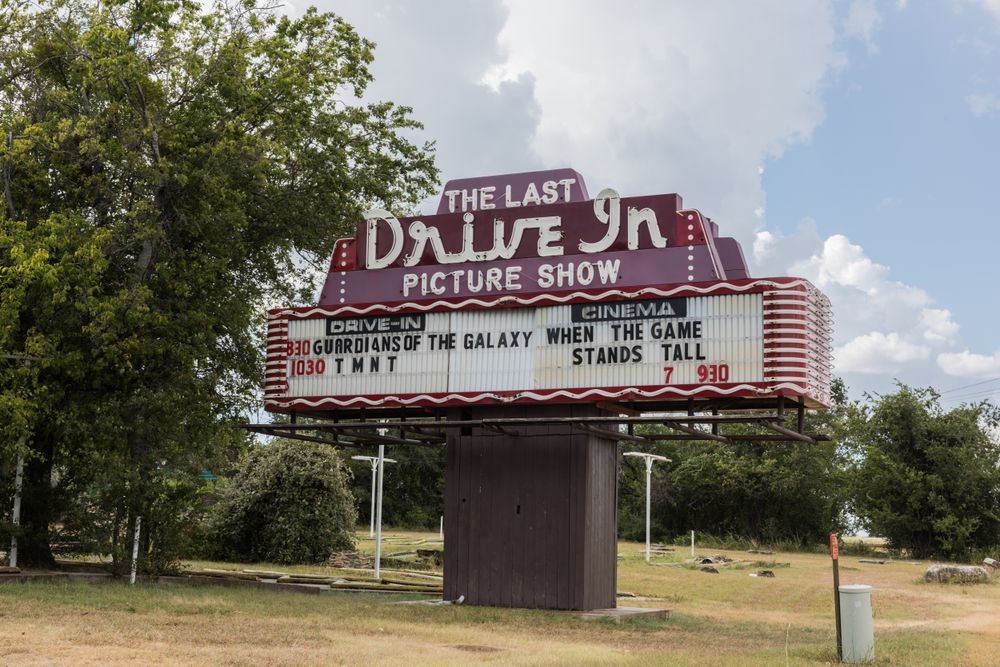 THE LAST
Drive In
PICTURE SHOW
DRIVE-IN
830 GUARDIANS OF THE GALAXY
1030 T M N T
CINEMA
WHEN THE GAME
STANDS TALL
7 930